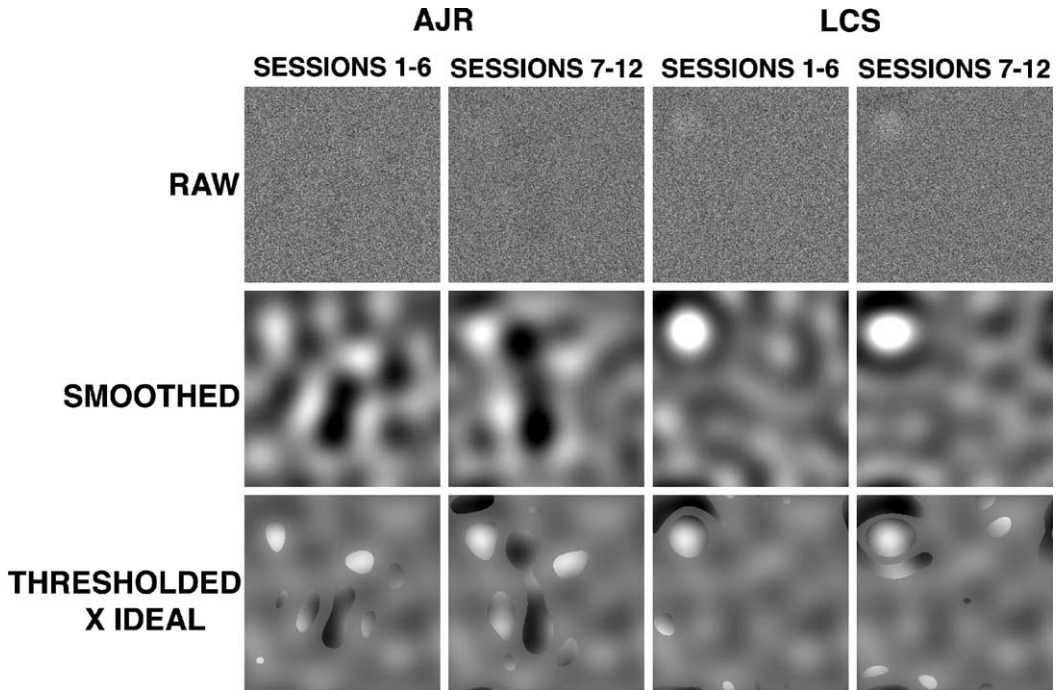 AJR LCS
SESSIONS 1-6 SESSIONS 7-12 SESSIONS 1-6 SESSIONS 7-12
RAW
SMOOTHED
THRESHOLDED
X IDEAL